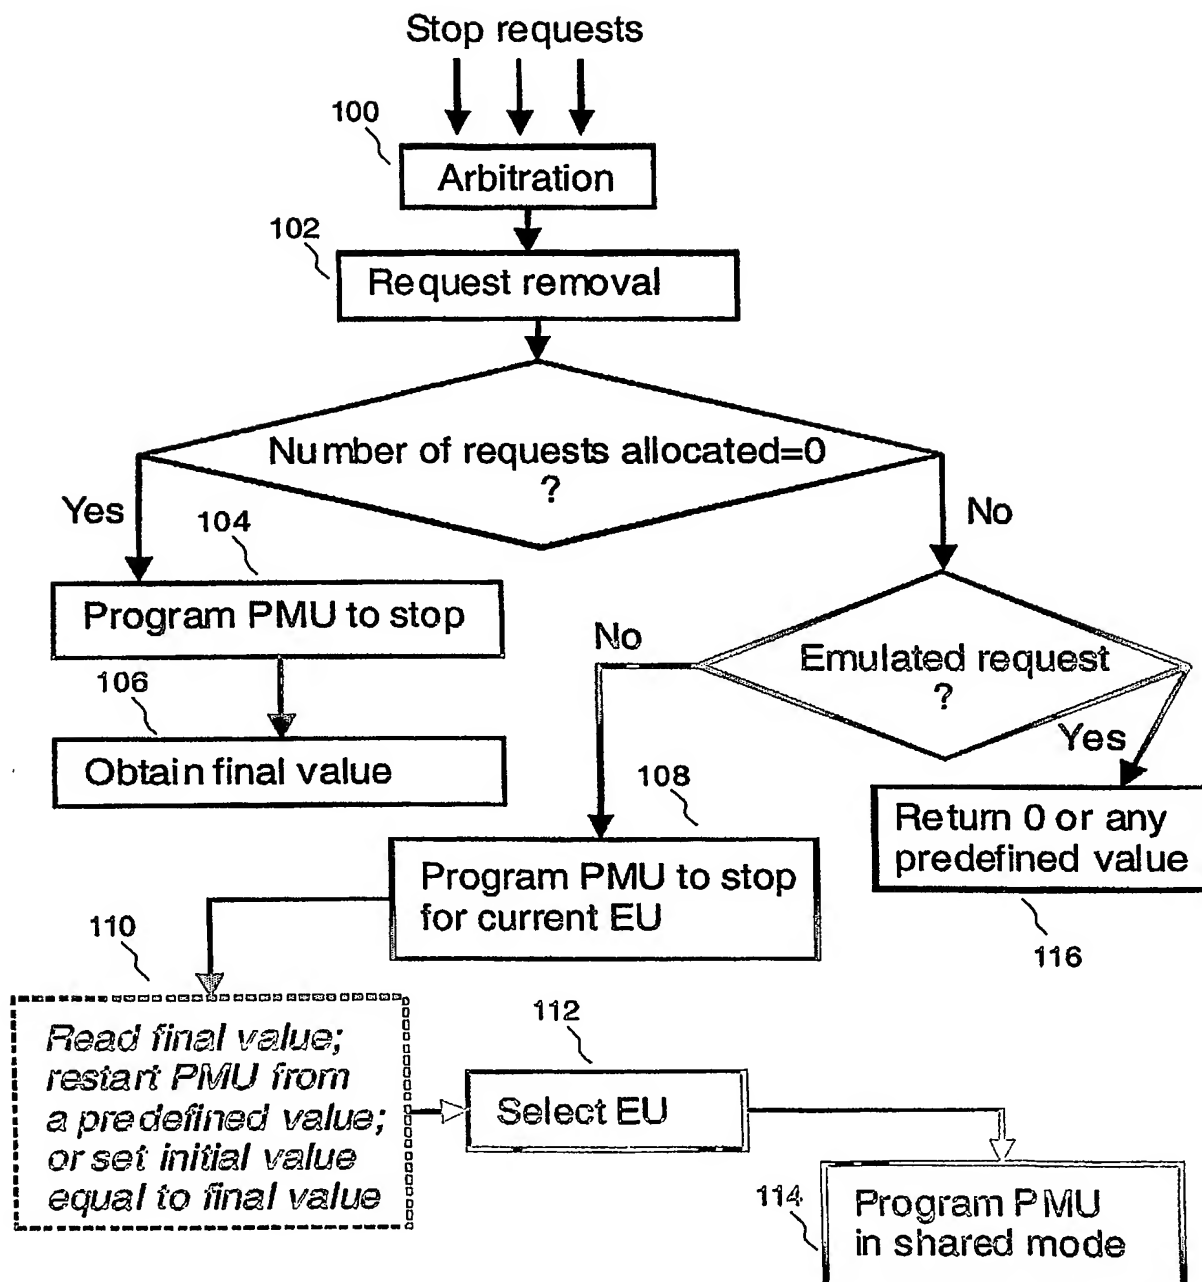 Stop requests
100
Arbitration
102
Request removal
Number of requests allocated=0
?
Yes
No
104
Program PMU to stop
106
Obtain final value
Emulated request
?
No
Yes
108
Program PMU to stop
for current EU
Return 0 or any
predefined value
116
110
Read final value;
restart PMU from
a predefined value;
or set initial value
equal to final value
112
Select EU
114
Program PMU
in shared mode